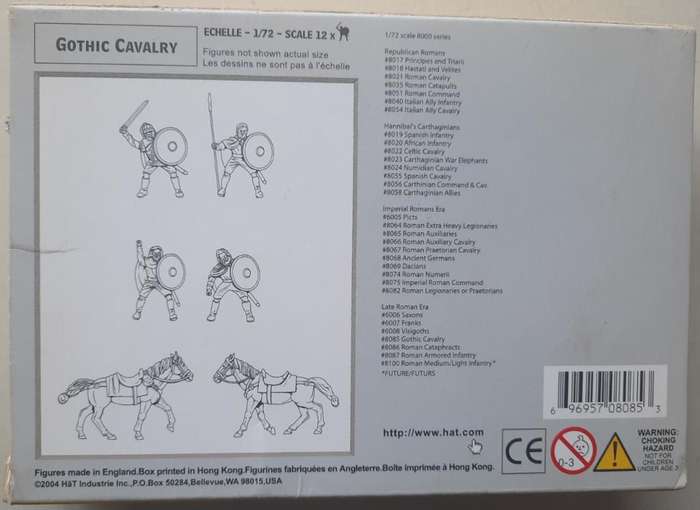 GOTHIC CAVALRY
ECHELLE - 1/72 - SCALE 12 x
Figures not shown actual size
Les dessins ne sont pas à l'échelle
1/72 scale 8000 series
Republican Romans
#8017 Principes and Triarii
#8018 Hastati and Velites
#8021 Roman Cavalry
#8035 Roman Catapults
#8051 Roman Command
#8040 Italian Ally Infantry
#8054 Italian Ally Cavalry
Hannibal's Carthaginians
#8019 Spanish Infantry
#8020 African Infantry
#8022 Celtic Cavalry
#8023 Carthaginian War Elephants
#8024 Numidian Cavalry
#8055 Spanish Cavalry
#8056 Carthinian Command & Cav.
#8058 Carthaginian Allies
Imperial Romans Era
#6005 Picts
#8064 Roman Extra Heavy Legionaries
#8065 Roman Auxiliaries
#8066 Roman Auxiliary Cavalry
#8067 Roman Praetorian Cavalry
#8068 Ancient Germans
#8069 Dacians
#8074 Roman Numeri
#8075 Imperial Roman Command
#8082 Roman Legionaries or Praetorians
Late Roman Era
#6006 Saxons
#6007 Franks
#6008 Visigoths
#8085 Gothic Cavalry
#8086 Roman Cataphracts
#8087 Roman Armored Infantry
#8100 Roman Medium/Light Infantry*
*FUTURE/FUTURS
6 96957 08085 3
http://www.hat.com
CE
0-3
WARNING:
CHOKING
HAZARD
NOT FOR
CHILDREN
UNDER AGE 3
Figures made in England.Box printed in Hong Kong.Figurines fabriquées en Angleterre.Boîte imprimée à Hong Kong.
©2004 HäT Industrie Inc.,P.O.Box 50284,Bellevue,WA 98015,USA